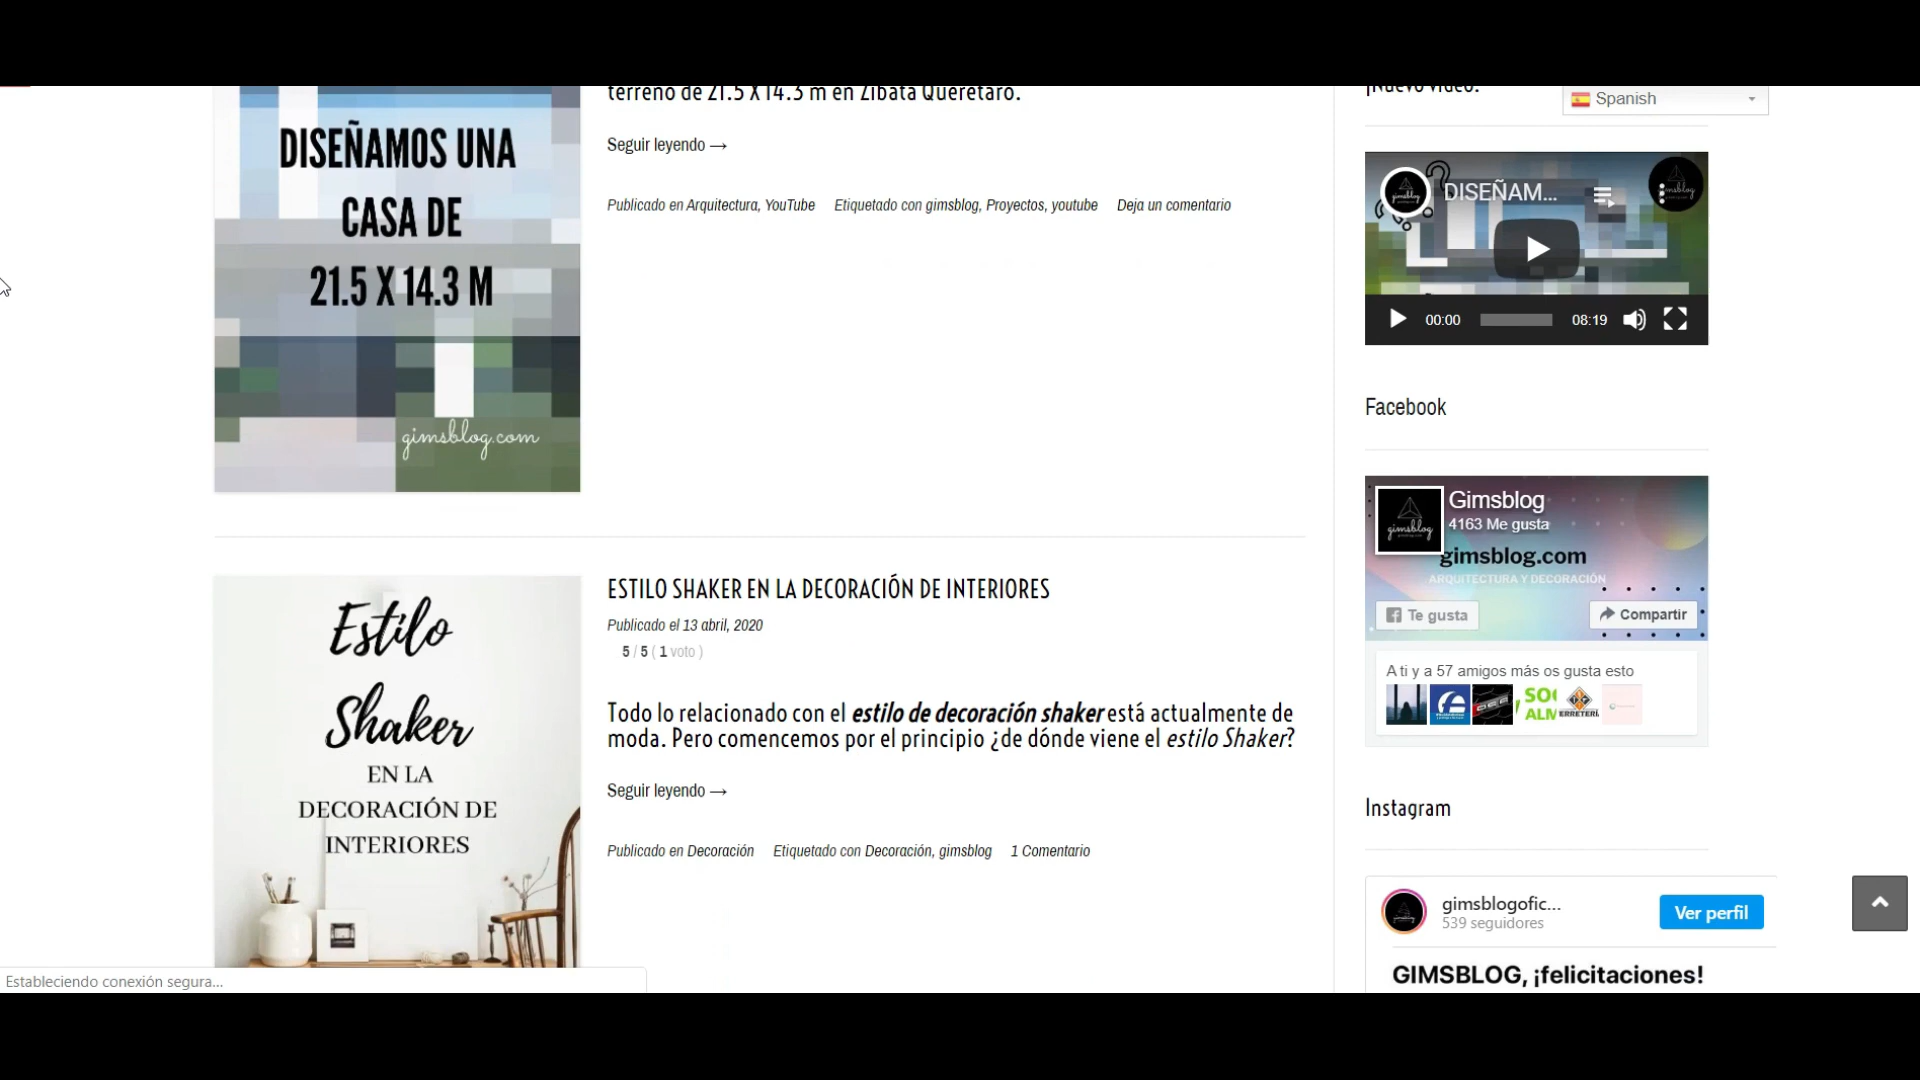 terreno de 21.5 X 14.3 m en Zibatá Querétaro.
Seguir leyendo →
Publicado en Arquitectura, YouTube Etiquetado con gimsblog, Proyectos, youtube Deja un comentario
DISEÑAMOS UNA
CASA DE
21.5 X 14.3 M
gimsblog.com
ESTILO SHAKER EN LA DECORACIÓN DE INTERIORES
Publicado el 13 abril, 2020
5 / 5 ( 1 voto )
Todo lo relacionado con el estilo de decoración shaker está actualmente de
moda. Pero comencemos por el principio ¿de dónde viene el estilo Shaker?
Seguir leyendo →
Publicado en Decoración Etiquetado con Decoración, gimsblog 1 Comentario
Estilo
Shaker
EN LA
DECORACIÓN DE
INTERIORES
Estableciendo conexión segura...
¡Nuevo video!
Spanish
DISEÑAM...
gimsblog
00:00 08:19
Facebook
gimsblog
Gimsblog
4163 Me gusta
gimsblog.com
ARQUITECTURA Y DECORACIÓN
Te gusta Compartir
A ti y a 57 amigos más os gusta esto
Instagram
gimsblogofic...
539 seguidores
Ver perfil
GIMSBLOG, ¡felicitaciones!